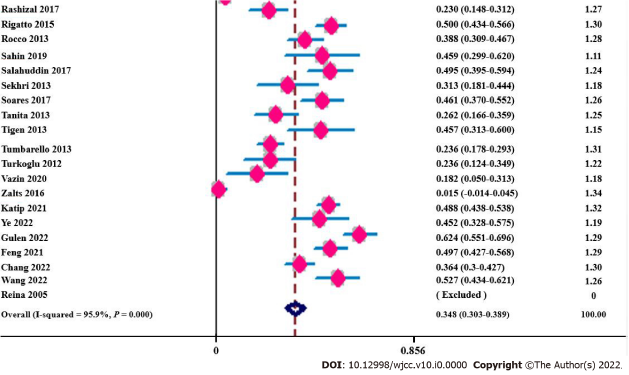 Rashizal 2017 0.230 (0.148-0.312) 1.27
Rigatto 2015 0.500 (0.434-0.566) 1.30
Rocco 2013 0.388 (0.309-0.467) 1.28
Sahin 2019 0.459 (0.299-0.620) 1.11
Salahuddin 2017 0.495 (0.395-0.594) 1.24
Sekhri 2013 0.313 (0.181-0.444) 1.18
Soares 2017 0.461 (0.370-0.552) 1.26
Tanita 2013 0.262 (0.166-0.359) 1.25
Tigen 2013 0.457 (0.313-0.600) 1.15
Tumbarello 2013 0.236 (0.178-0.293) 1.31
Turkoglu 2012 0.236 (0.124-0.349) 1.22
Vazin 2020 0.182 (0.050-0.313) 1.18
Zalts 2016 0.015 (-0.014-0.045) 1.34
Katip 2021 0.488 (0.438-0.538) 1.32
Ye 2022 0.452 (0.328-0.575) 1.19
Gulen 2022 0.624 (0.551-0.696) 1.29
Feng 2021 0.497 (0.427-0.568) 1.29
Chang 2022 0.364 (0.3-0.427) 1.30
Wang 2022 0.527 (0.434-0.621) 1.26
Reina 2005 ( Excluded ) 0
Overall (I-squared = 95.9%, P = 0.000) 0.348 (0.303-0.389) 100.00
0 0.856
DOI: 10.12998/wjcc.v10.i0.0000 Copyright ©The Author(s) 2022.